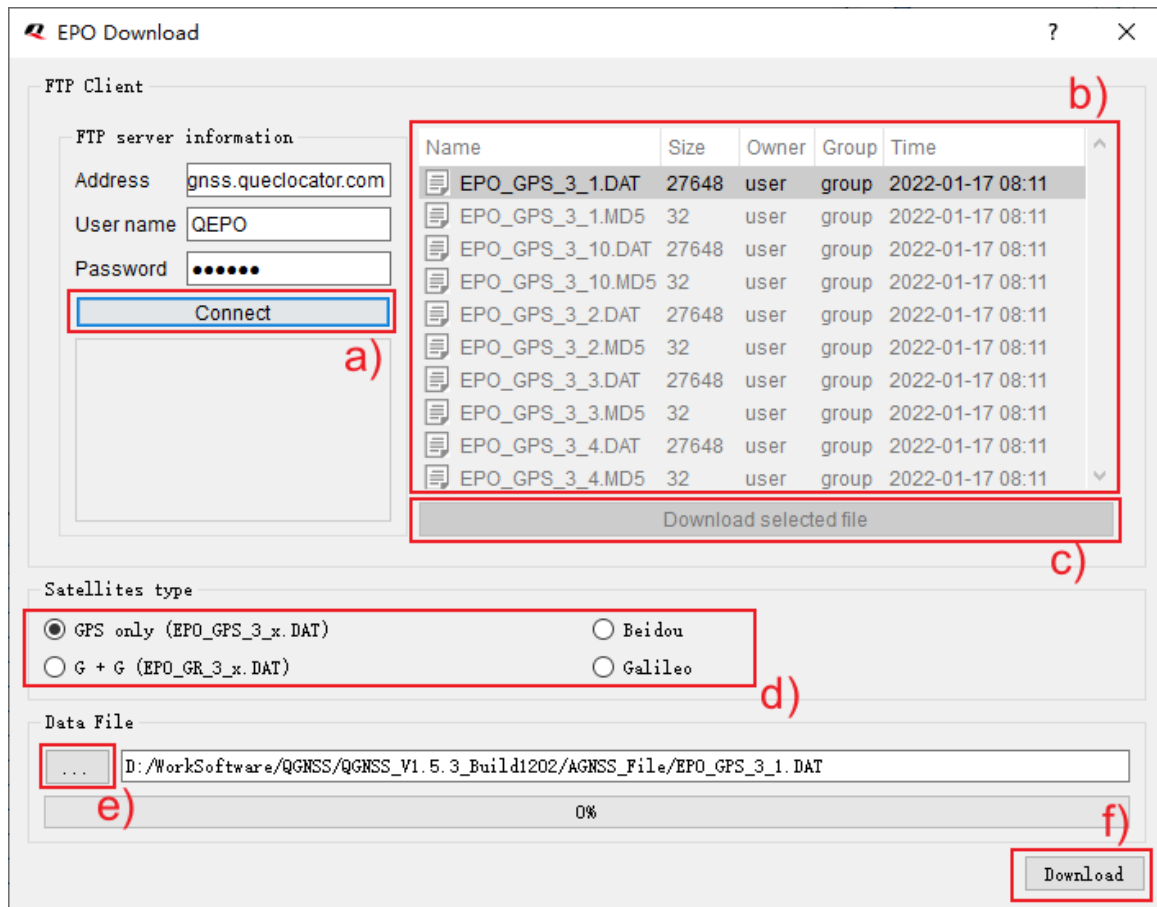 EPO Download
?
FTP Client
b)
FTP server information
Address gnss.queclocator.com
User name QEPO
Password ●●●●●●
Connect
a)
Name Size Owner Group Time
EPO_GPS_3_1.DAT 27648 user group 2022-01-17 08:11
EPO_GPS_3_1.MD5 32 user group 2022-01-17 08:11
EPO_GPS_3_10.DAT 27648 user group 2022-01-17 08:11
EPO_GPS_3_10.MD5 32 user group 2022-01-17 08:11
EPO_GPS_3_2.DAT 27648 user group 2022-01-17 08:11
EPO_GPS_3_2.MD5 32 user group 2022-01-17 08:11
EPO_GPS_3_3.DAT 27648 user group 2022-01-17 08:11
EPO_GPS_3_3.MD5 32 user group 2022-01-17 08:11
EPO_GPS_3_4.DAT 27648 user group 2022-01-17 08:11
EPO_GPS_3_4.MD5 32 user group 2022-01-17 08:11
Download selected file
c)
Satellites type
GPS only (EPO_GPS_3_x.DAT) Beidou
G + G (EPO_GR_3_x.DAT) Galileo
d)
Data File
... D:/WorkSoftware/QGNSS/QGNSS_V1.5.3_Build1202/AGNSS_File/EPO_GPS_3_1.DAT
e)
0%
f)
Download